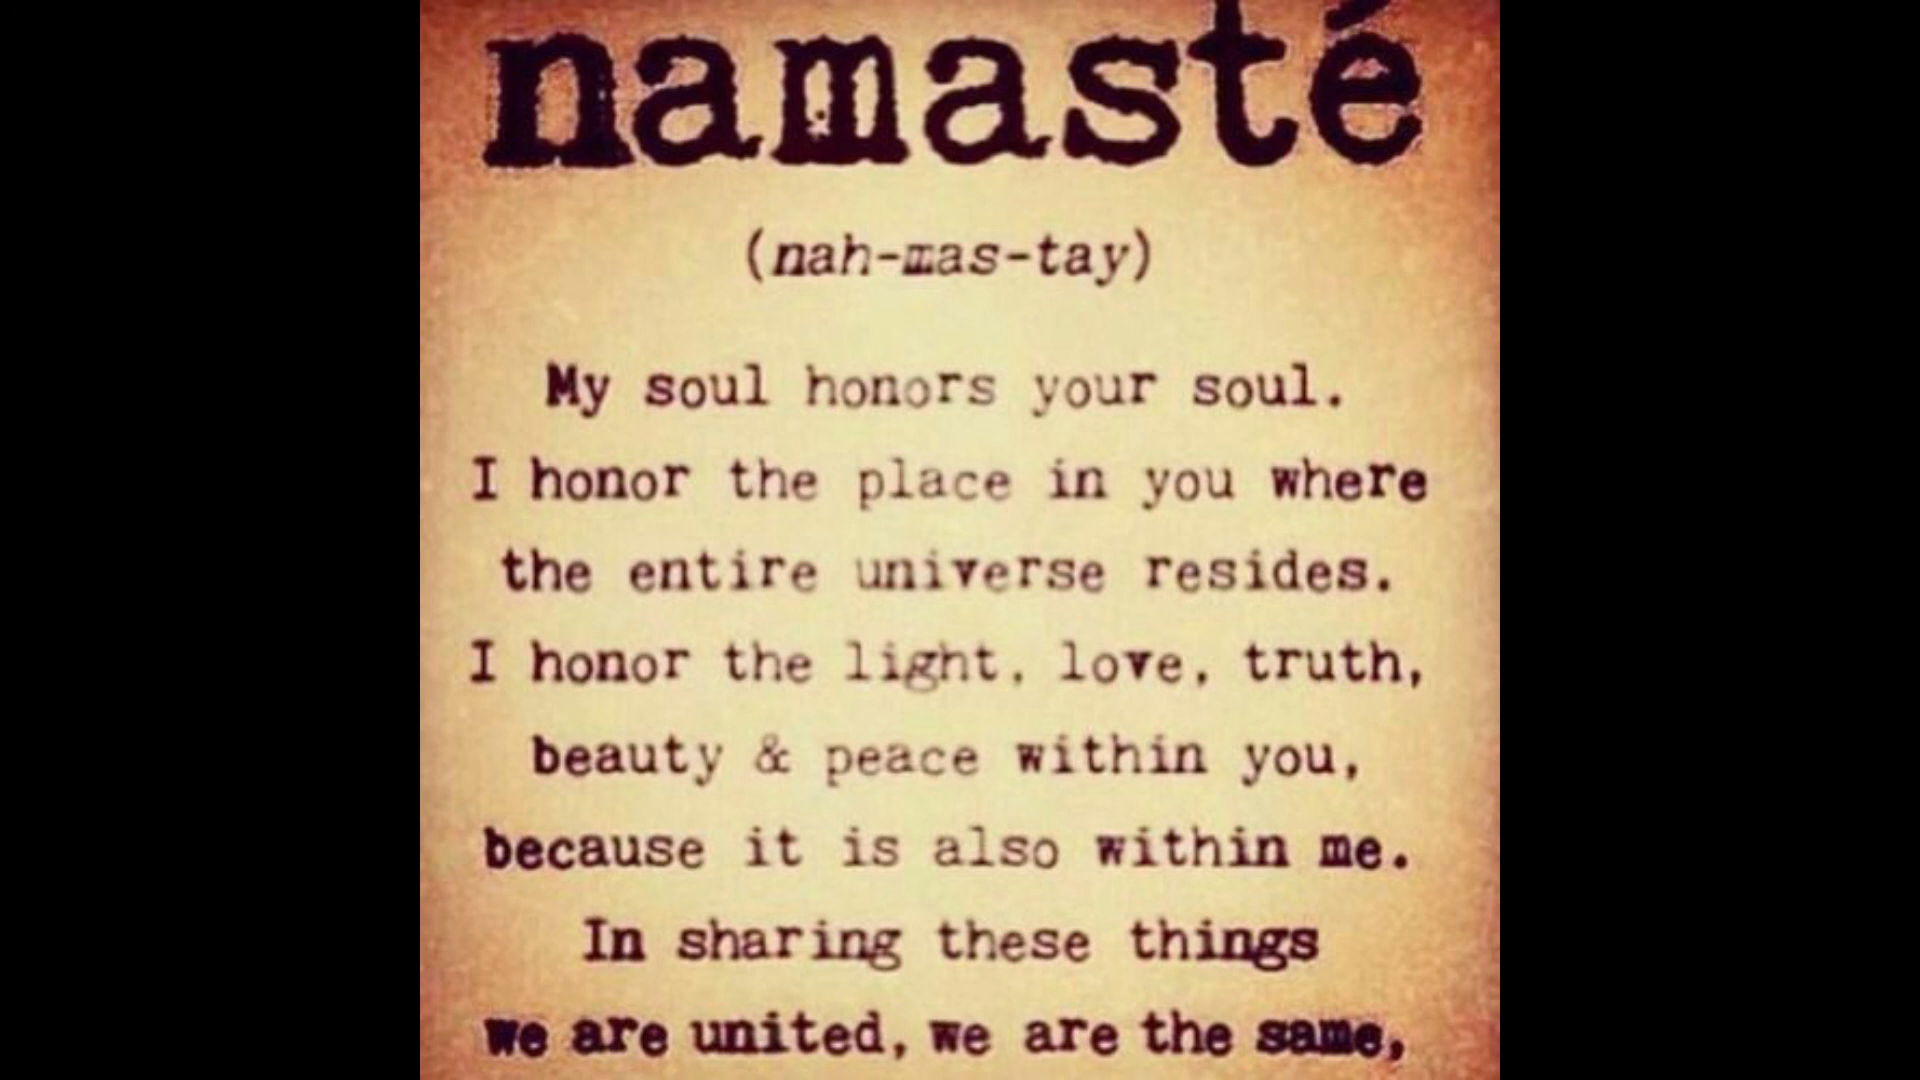 namasté
(nah-mas-tay)
My soul honors your soul.
I honor the place in you where
the entire universe resides.
I honor the light, love, truth,
beauty & peace within you,
because it is also within me.
In sharing these things
we are united, we are the same,